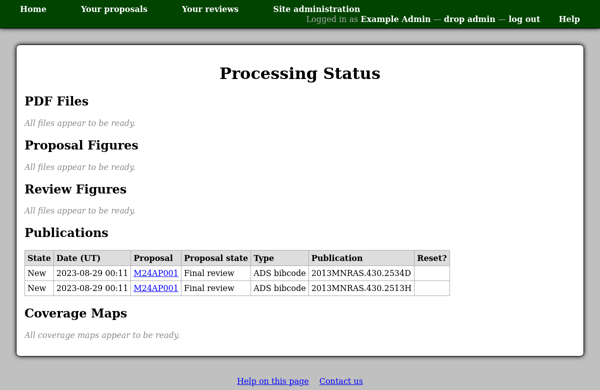 Home Your proposals Your reviews Site administration
Logged in as Example Admin — drop admin — log out Help
Processing Status
PDF Files
All files appear to be ready.
Proposal Figures
All files appear to be ready.
Review Figures
All files appear to be ready.
Publications
State Date (UT) Proposal Proposal state Type Publication Reset?
New 2023-08-29 00:11 M24AP001 Final review ADS bibcode 2013MNRAS.430.2534D
New 2023-08-29 00:11 M24AP001 Final review ADS bibcode 2013MNRAS.430.2513H
Coverage Maps
All coverage maps appear to be ready.
Help on this page Contact us